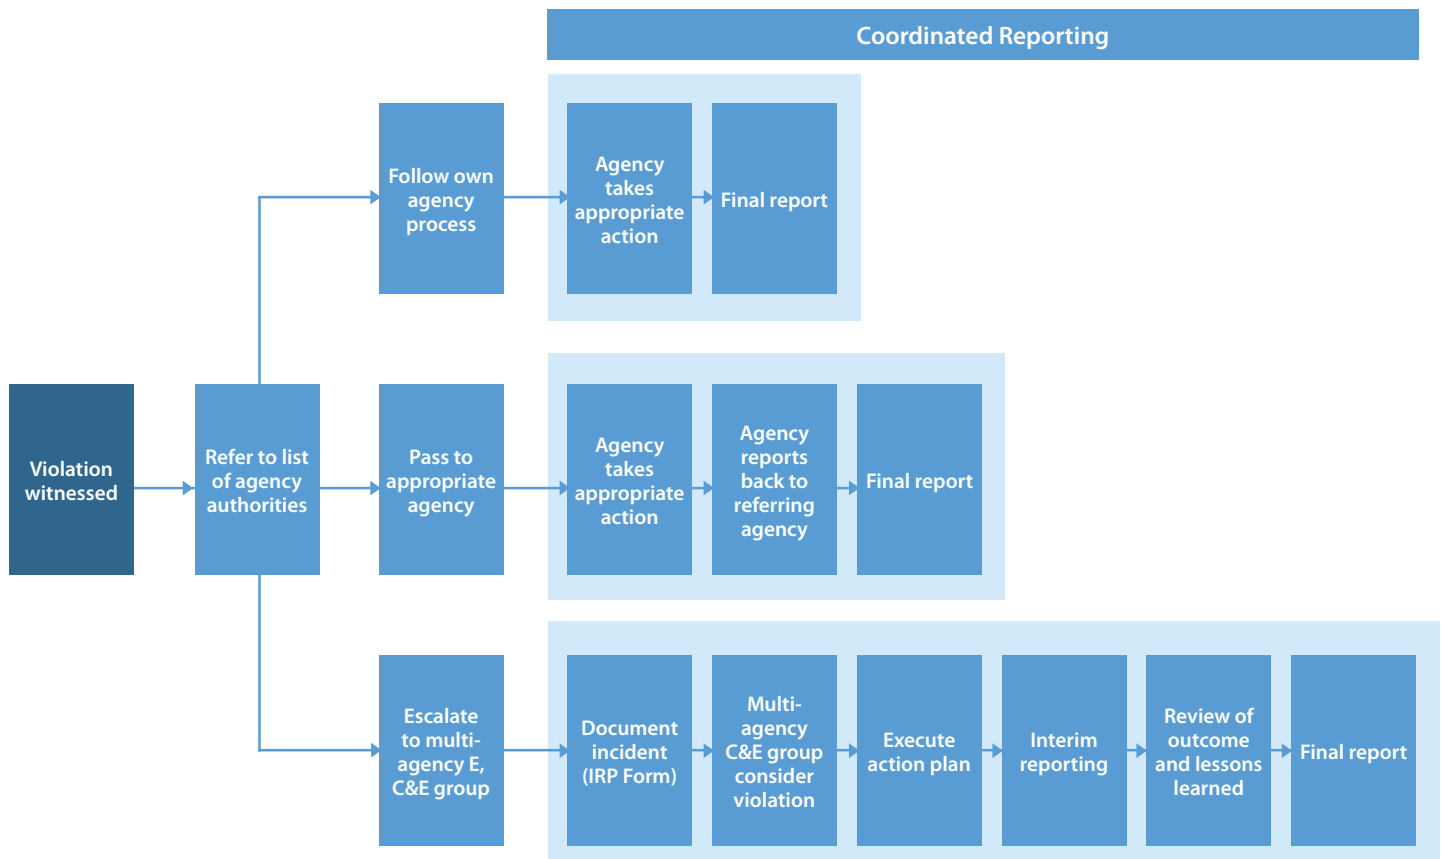 Coordinated Reporting
Follow own
agency
process
Agency
takes
appropriate
action
Final report
Violation
witnessed
Refer to list
of agency
authorities
Pass to
appropriate
agency
Agency
takes
appropriate
action
Agency
reports
back to
referring
agency
Final report
Escalate
to multi-
agency E,
C&E group
Document
incident
(IRP Form)
Multi-
agency
C&E group
consider
violation
Execute
action plan
Interim
reporting
Review of
outcome
and lessons
learned
Final report